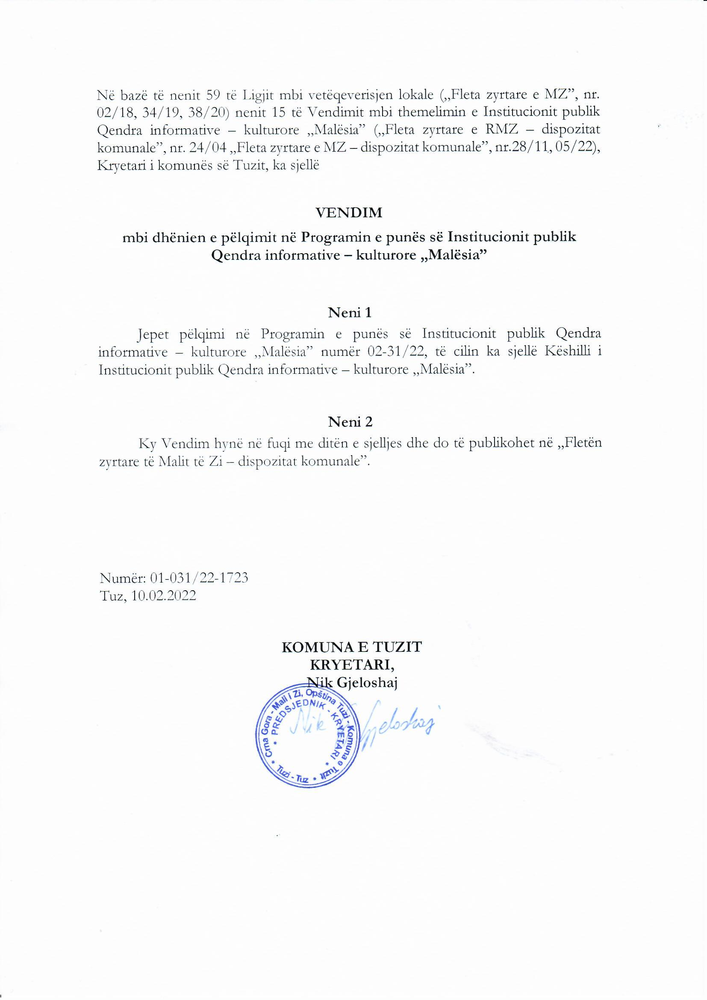 Në bazë të nenit 59 të Ligjit mbi vetëqeverisjen lokale (,,Fleta zyrtare e MZ”, nr.
02/18, 34/19, 38/20) nenit 15 të Vendimit mbi themelimin e Institucionit publik
Qendra informative – kulturore ,,Malësia” (,,Fleta zyrtare e RMZ – dispozitat
komunale”, nr. 24/04 ,,Fleta zyrtare e MZ – dispozitat komunale”, nr.28/11, 05/22),
Kryetari i komunës së Tuzit, ka sjellë
VENDIM
mbi dhënien e pëlqimit në Programin e punës së Institucionit publik
Qendra informative – kulturore ,,Malësia”
Neni 1
Jepet pëlqimi në Programin e punës së Institucionit publik Qendra
informative – kulturore ,,Malësia” numër 02-31/22, të cilin ka sjellë Këshilli i
Institucionit publik Qendra informative – kulturore ,,Malësia”.
Neni 2
Ky Vendim hynë në fuqi me ditën e sjelljes dhe do të publikohet në ,,Fletën
zyrtare të Malit të Zi – dispozitat komunale”.
Numër: 01-031/22-1723
Tuz, 10.02.2022
KOMUNA E TUZIT
KRYETARI,
Nik Gjeloshaj
* Crna Gora - Mali i Zi, Opština Tuzi - Komuna e Tuzit *
* PREDSJEDNIK - KRYETARI *
Tuzi - Tuz
Nik Gjeloshaj